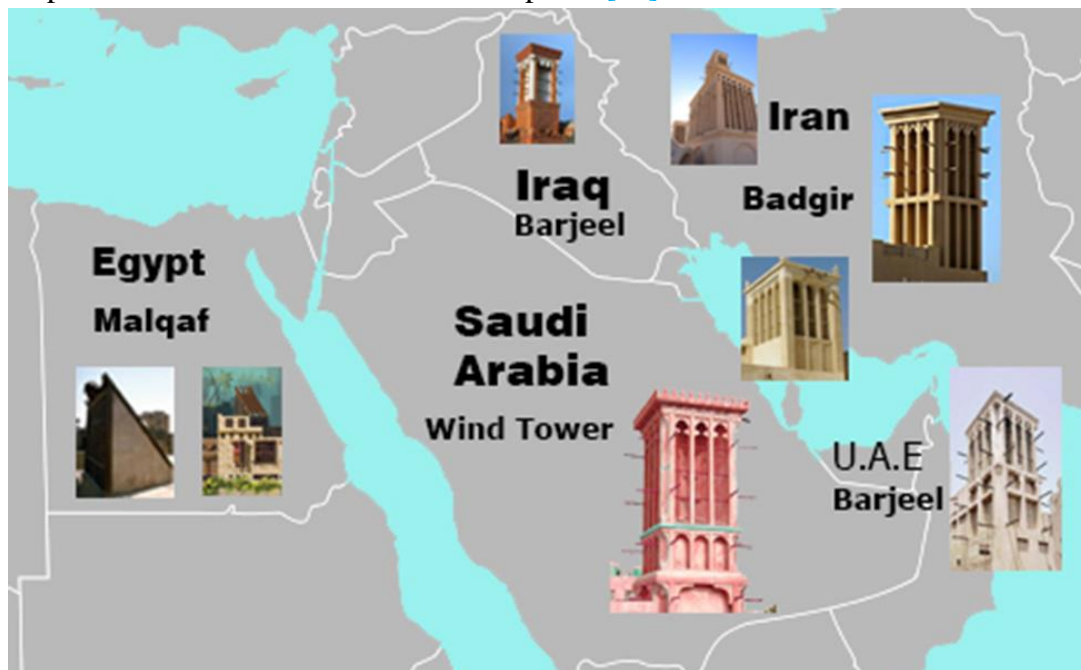 Iran
Iraq
Badgir
Barjeel
Egypt
Malqaf
Saudi
Arabia
Wind Tower
U.A.E
Barjeel